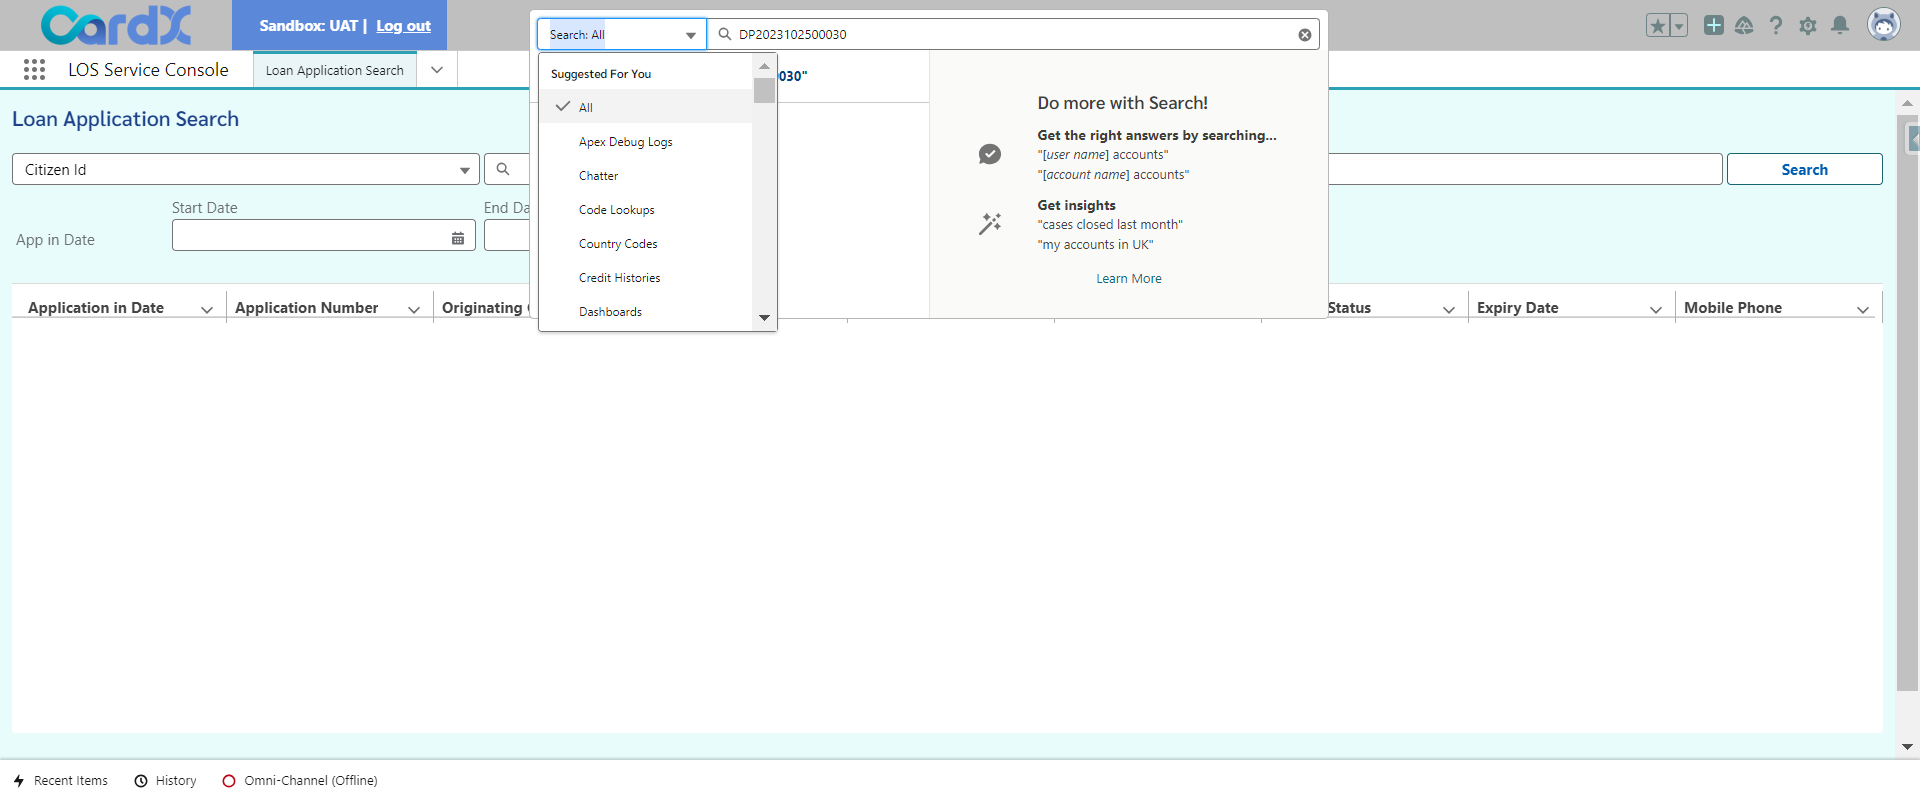 CardX
Sandbox: UAT | Log out
Search: All
DP2023102500030
LOS Service Console
Loan Application Search
Suggested For You
030"
All
Apex Debug Logs
Chatter
Code Lookups
Country Codes
Credit Histories
Dashboards
Do more with Search!
Get the right answers by searching...
"[user name] accounts"
"[account name] accounts"
Get insights
"cases closed last month"
"my accounts in UK"
Learn More
Loan Application Search
Citizen Id
Search
Start Date
End Da
App in Date
Application in Date
Application Number
Originating
Status
Expiry Date
Mobile Phone
Recent Items
History
Omni-Channel (Offline)